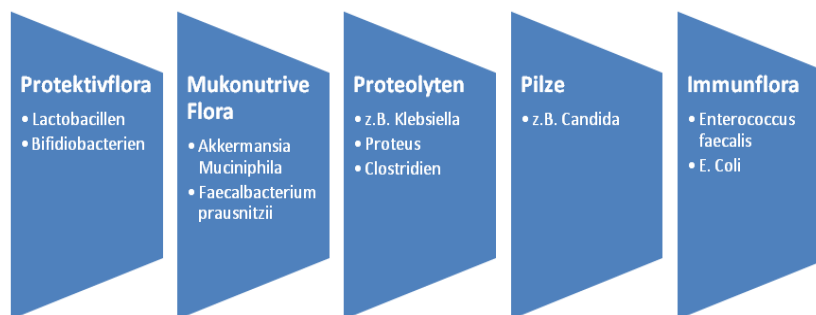 Protektivflora
• Lactobacillen
• Bifidiobacterien
Mukonutrive
Flora
• Akkermansia
Muciniphila
• Faecalbacterium
prausnitzii
Proteolyten
• z.B. Klebsiella
• Proteus
• Clostridien
Pilze
• z.B. Candida
Immunflora
• Enterococcus
faecalis
• E. Coli